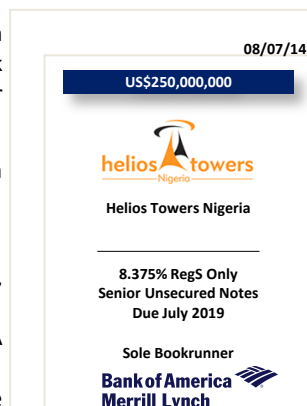 08/07/14
US$250,000,000
helios towers
Nigeria
Helios Towers Nigeria
8.375% RegS Only
Senior Unsecured Notes
Due July 2019
Sole Bookrunner
Bank of America
Merrill Lynch